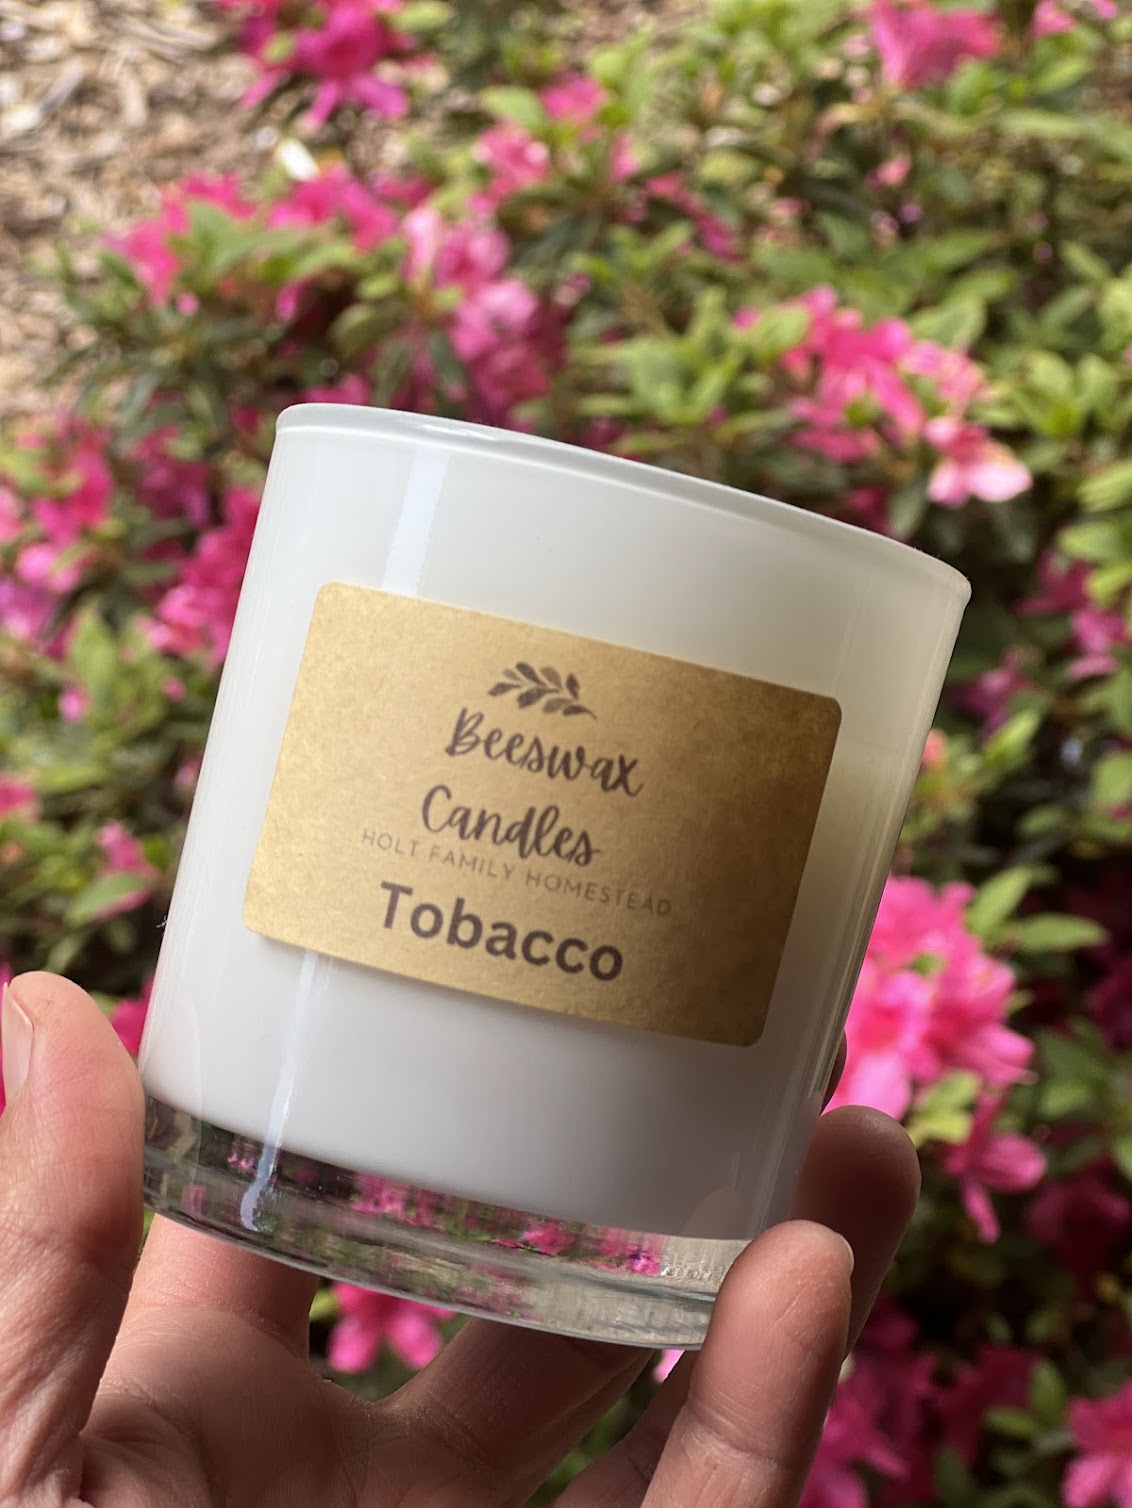 Beeswax
Candles
HOLT FAMILY HOMESTEAD
Tobacco